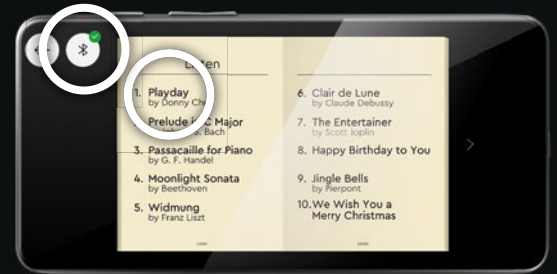 Listen
1. Playday
by Donny
Prelude in C Major
Bach
3. Passacaille for Piano
by G. F. Handel
4. Moonlight Sonata
by Beethoven
5. Widmung
by Franz Liszt
6. Clair de Lune
by Claude Debussy
7. The Entertainer
by Scott Joplin
8. Happy Birthday to You
9. Jingle Bells
by Pierpont
10.We Wish You a
Merry Christmas